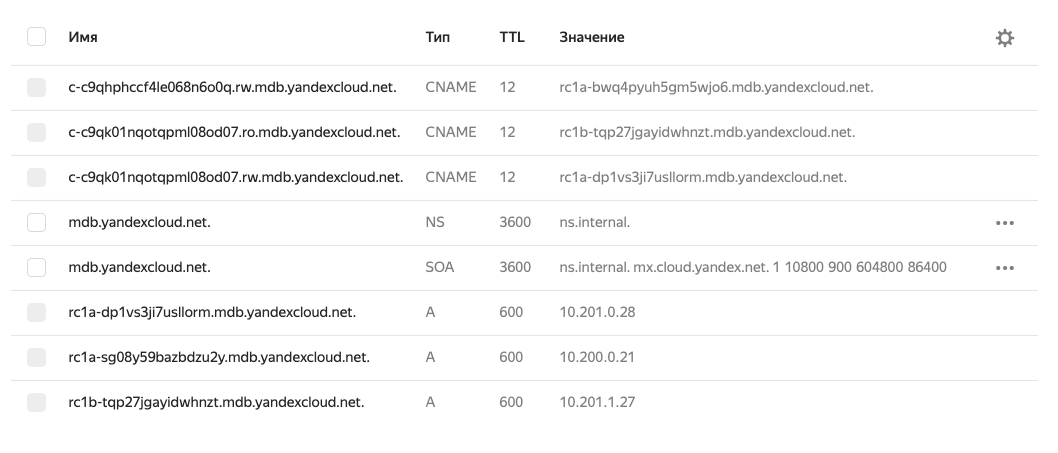 Имя Тип TTL Значение
c-c9qhphccf4le068n6o0q.rw.mdb.yandexcloud.net. CNAME 12 rc1a-bwq4pyuh5gm5wjo6.mdb.yandexcloud.net.
c-c9qk01nqotqpml08od07.ro.mdb.yandexcloud.net. CNAME 12 rc1b-tqp27jgayidwhnzt.mdb.yandexcloud.net.
c-c9qk01nqotqpml08od07.rw.mdb.yandexcloud.net. CNAME 12 rc1a-dp1vs3ji7usllorm.mdb.yandexcloud.net.
mdb.yandexcloud.net. NS 3600 ns.internal.
mdb.yandexcloud.net. SOA 3600 ns.internal. mx.cloud.yandex.net. 1 10800 900 604800 86400
rc1a-dp1vs3ji7usllorm.mdb.yandexcloud.net. A 600 10.201.0.28
rc1a-sg08y59bazbdzu2y.mdb.yandexcloud.net. A 600 10.200.0.21
rc1b-tqp27jgayidwhnzt.mdb.yandexcloud.net. A 600 10.201.1.27